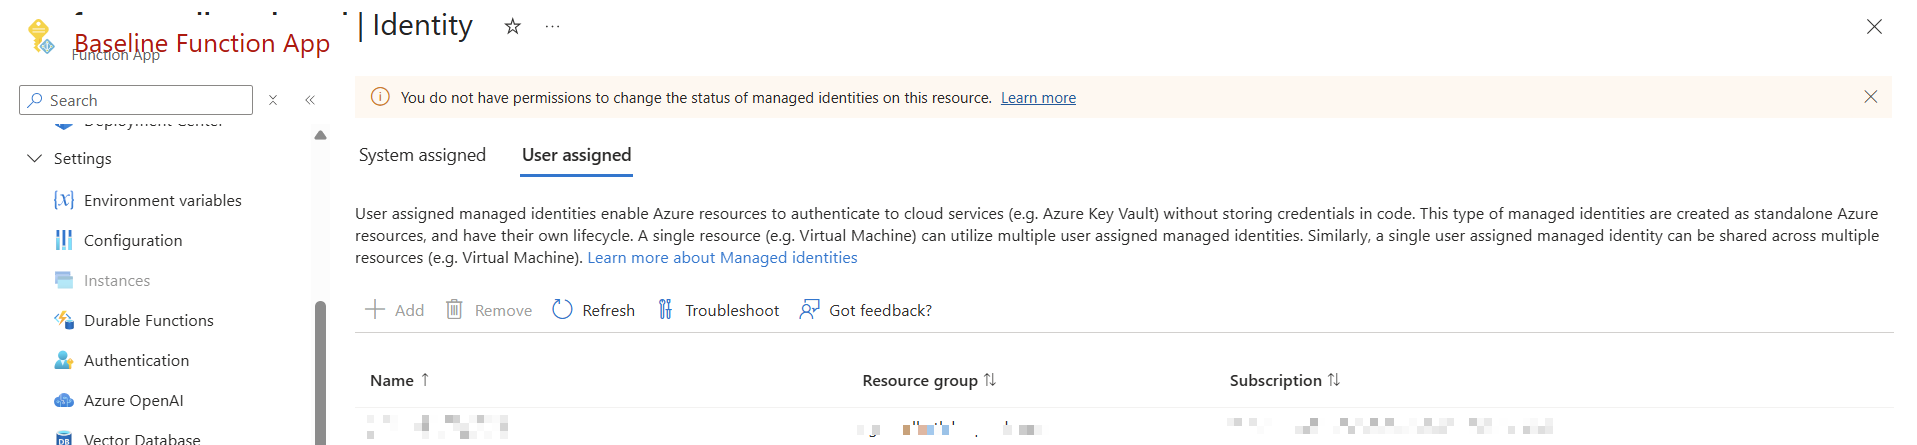 Baseline Function App
Function App
| Identity
Search
Deployment Center
Settings
Environment variables
Configuration
Instances
Durable Functions
Authentication
Azure OpenAI
Vector Database
You do not have permissions to change the status of managed identities on this resource. Learn more
System assigned User assigned
User assigned managed identities enable Azure resources to authenticate to cloud services (e.g. Azure Key Vault) without storing credentials in code. This type of managed identities are created as standalone Azure
resources, and have their own lifecycle. A single resource (e.g. Virtual Machine) can utilize multiple user assigned managed identities. Similarly, a single user assigned managed identity can be shared across multiple
resources (e.g. Virtual Machine). Learn more about Managed identities
Add Remove Refresh Troubleshoot Got feedback?
Name ↑ Resource group ↑↓ Subscription ↑↓